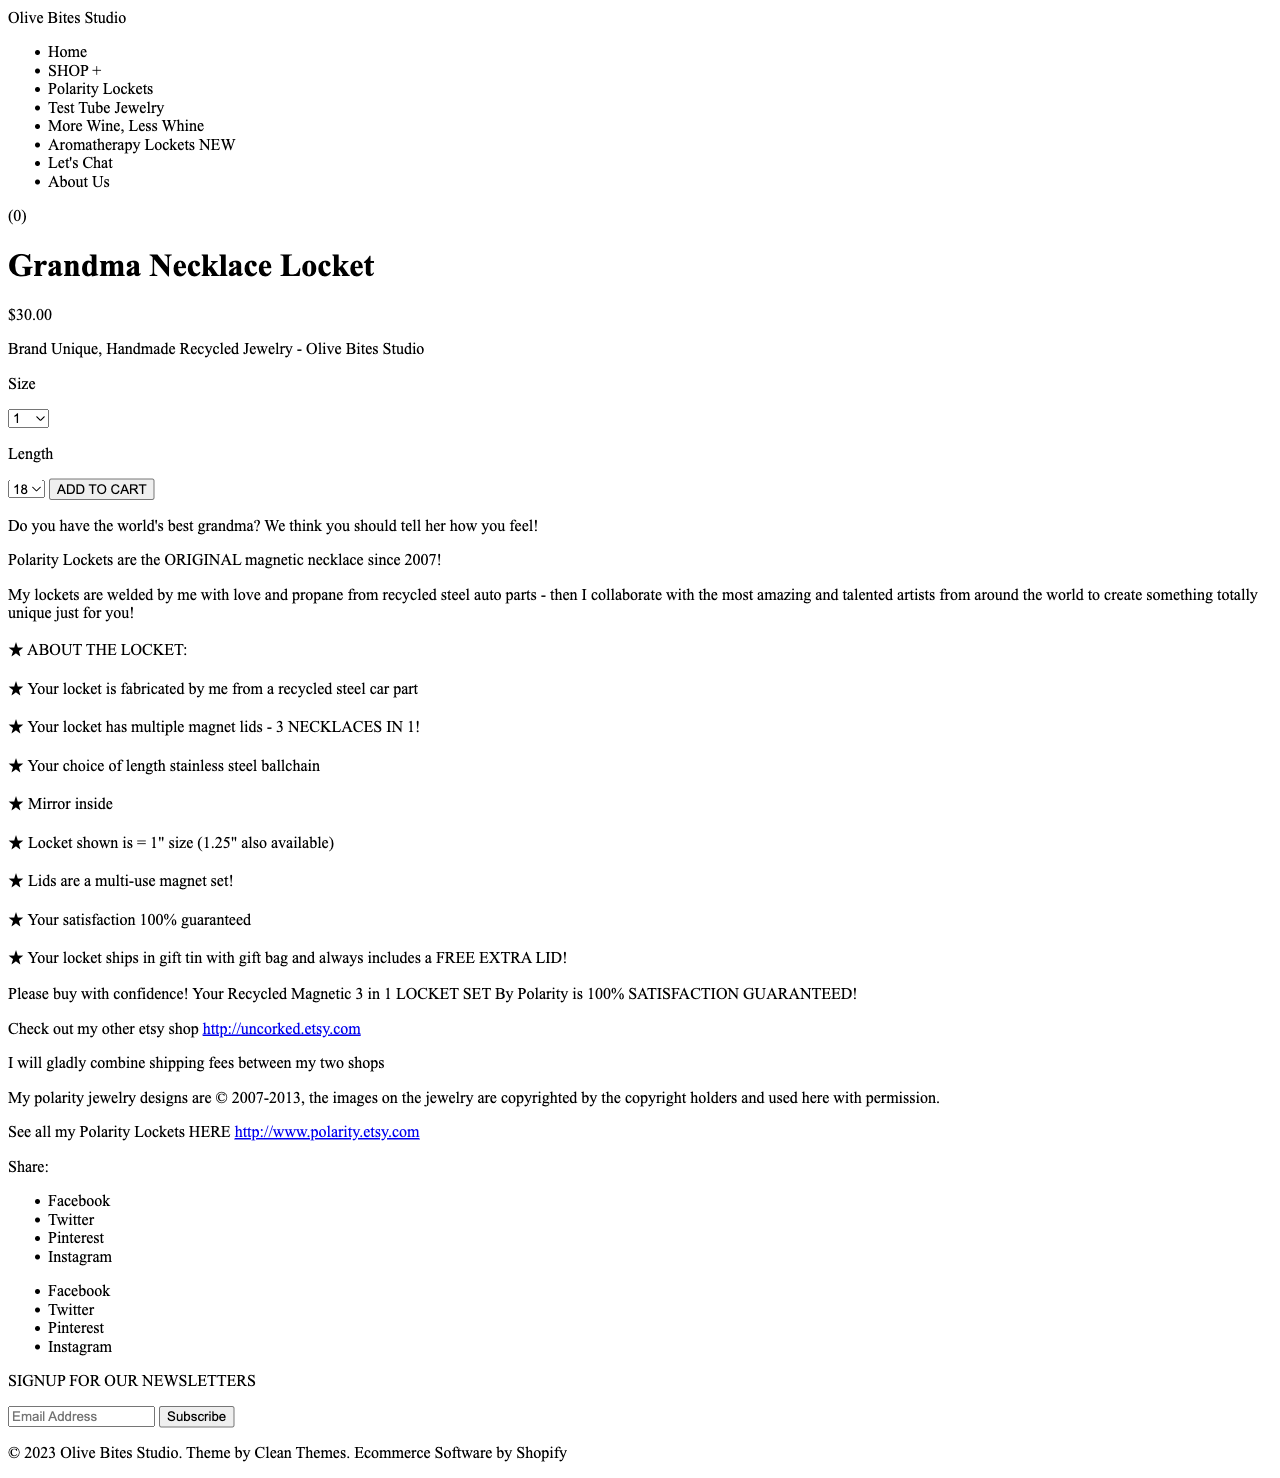 Olive Bites Studio
Home
SHOP +
Polarity Lockets
Test Tube Jewelry
More Wine, Less Whine
Aromatherapy Lockets NEW
Let's Chat
About Us
(0)
Grandma Necklace Locket
$30.00
Brand Unique, Handmade Recycled Jewelry - Olive Bites Studio
Size
1
Length
18 ADD TO CART
Do you have the world's best grandma? We think you should tell her how you feel!
Polarity Lockets are the ORIGINAL magnetic necklace since 2007!
My lockets are welded by me with love and propane from recycled steel auto parts - then I collaborate with the most amazing and talented artists from around the world to create something totally
unique just for you!
★ ABOUT THE LOCKET:
★ Your locket is fabricated by me from a recycled steel car part
★ Your locket has multiple magnet lids - 3 NECKLACES IN 1!
★ Your choice of length stainless steel ballchain
★ Mirror inside
★ Locket shown is = 1" size (1.25" also available)
★ Lids are a multi-use magnet set!
★ Your satisfaction 100% guaranteed
★ Your locket ships in gift tin with gift bag and always includes a FREE EXTRA LID!
Please buy with confidence! Your Recycled Magnetic 3 in 1 LOCKET SET By Polarity is 100% SATISFACTION GUARANTEED!
Check out my other etsy shop http://uncorked.etsy.com
I will gladly combine shipping fees between my two shops
My polarity jewelry designs are © 2007-2013, the images on the jewelry are copyrighted by the copyright holders and used here with permission.
See all my Polarity Lockets HERE http://www.polarity.etsy.com
Share:
Facebook
Twitter
Pinterest
Instagram
Facebook
Twitter
Pinterest
Instagram
SIGNUP FOR OUR NEWSLETTERS
Email Address Subscribe
© 2023 Olive Bites Studio. Theme by Clean Themes. Ecommerce Software by Shopify